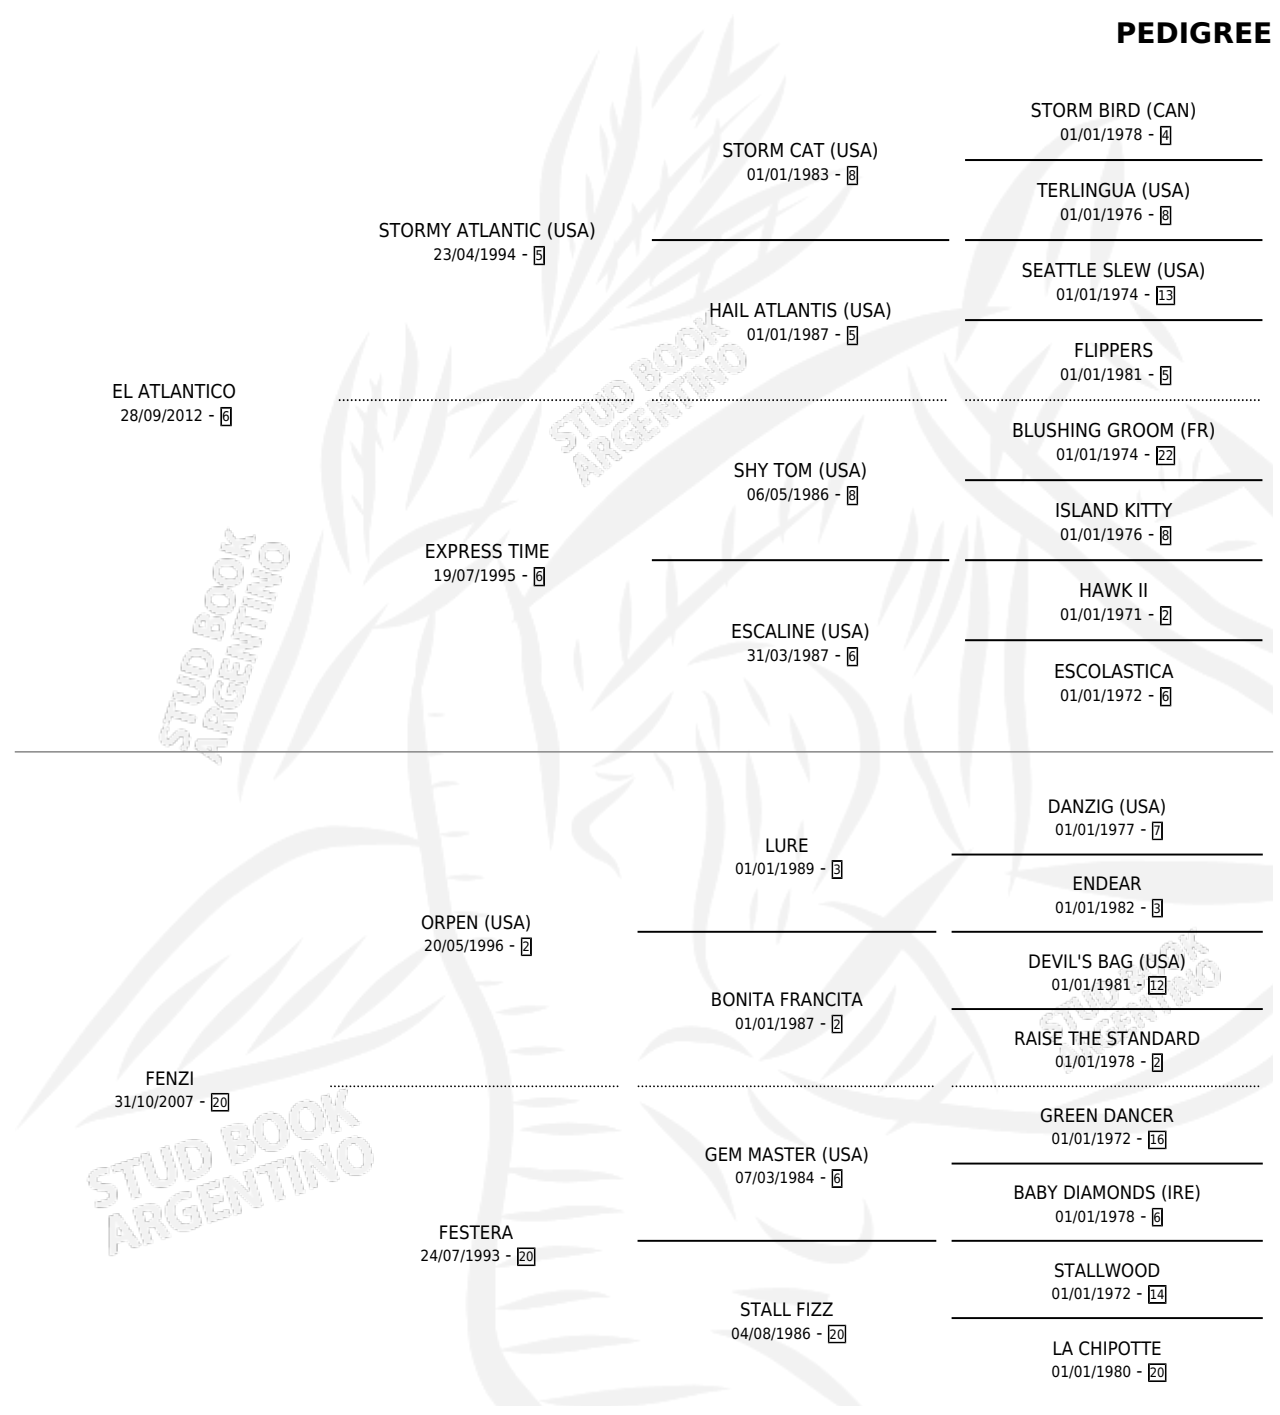 PEDIGREE
STORM BIRD (CAN)
01/01/1978 - 4
STORM CAT (USA)
01/01/1983 - 8
TERLINGUA (USA)
01/01/1976 - 8
STORMY ATLANTIC (USA)
23/04/1994 - 5
SEATTLE SLEW (USA)
01/01/1974 - 13
HAIL ATLANTIS (USA)
01/01/1987 - 5
FLIPPERS
01/01/1981 - 5
EL ATLANTICO
28/09/2012 - 6
BLUSHING GROOM (FR)
01/01/1974 - 22
SHY TOM (USA)
06/05/1986 - 8
ISLAND KITTY
01/01/1976 - 8
EXPRESS TIME
19/07/1995 - 6
HAWK II
01/01/1971 - 2
ESCALINE (USA)
31/03/1987 - 6
ESCOLASTICA
01/01/1972 - 6
DANZIG (USA)
01/01/1977 - 7
LURE
01/01/1989 - 3
ENDEAR
01/01/1982 - 3
ORPEN (USA)
20/05/1996 - 2
DEVIL'S BAG (USA)
01/01/1981 - 12
BONITA FRANCITA
01/01/1987 - 2
RAISE THE STANDARD
01/01/1978 - 2
FENZI
31/10/2007 - 20
GREEN DANCER
01/01/1972 - 16
GEM MASTER (USA)
07/03/1984 - 6
BABY DIAMONDS (IRE)
01/01/1978 - 6
FESTERA
24/07/1993 - 20
STALLWOOD
01/01/1972 - 14
STALL FIZZ
04/08/1986 - 20
LA CHIPOTTE
01/01/1980 - 20
STUD BOOK
ARGENTINO
STUD BOOK
ARGENTINO
STUD BOOK
ARGENTINO
STUD BOOK
ARGENTINO